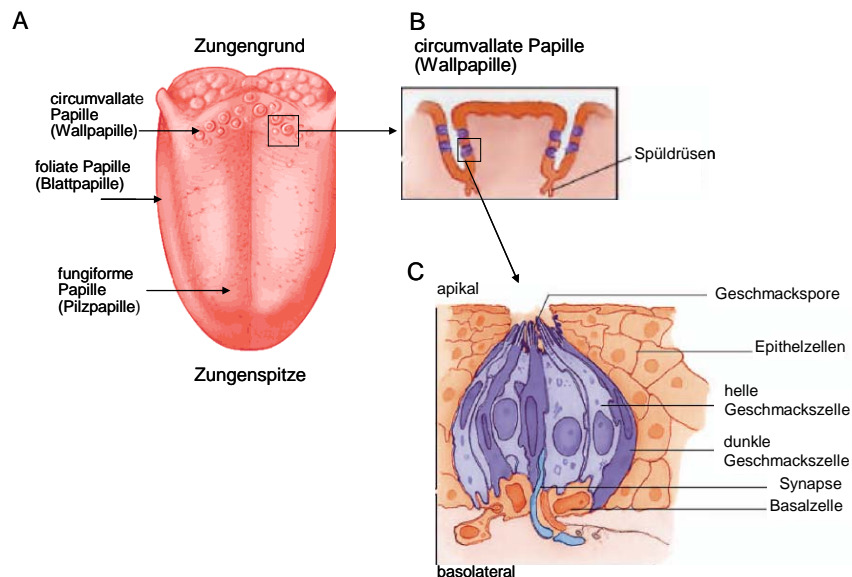 A
Zungengrund
circumvallate
Papille
(Wallpapille)
foliate Papille
(Blattpapille)
fungiforme
Papille
(Pilzpapille)
Zungenspitze
B
circumvallate Papille
(Wallpapille)
Spüldrüsen
C
apikal
Geschmackspore
Epithelzellen
helle
Geschmackszelle
dunkle
Geschmackszelle
Synapse
Basalzelle
basolateral